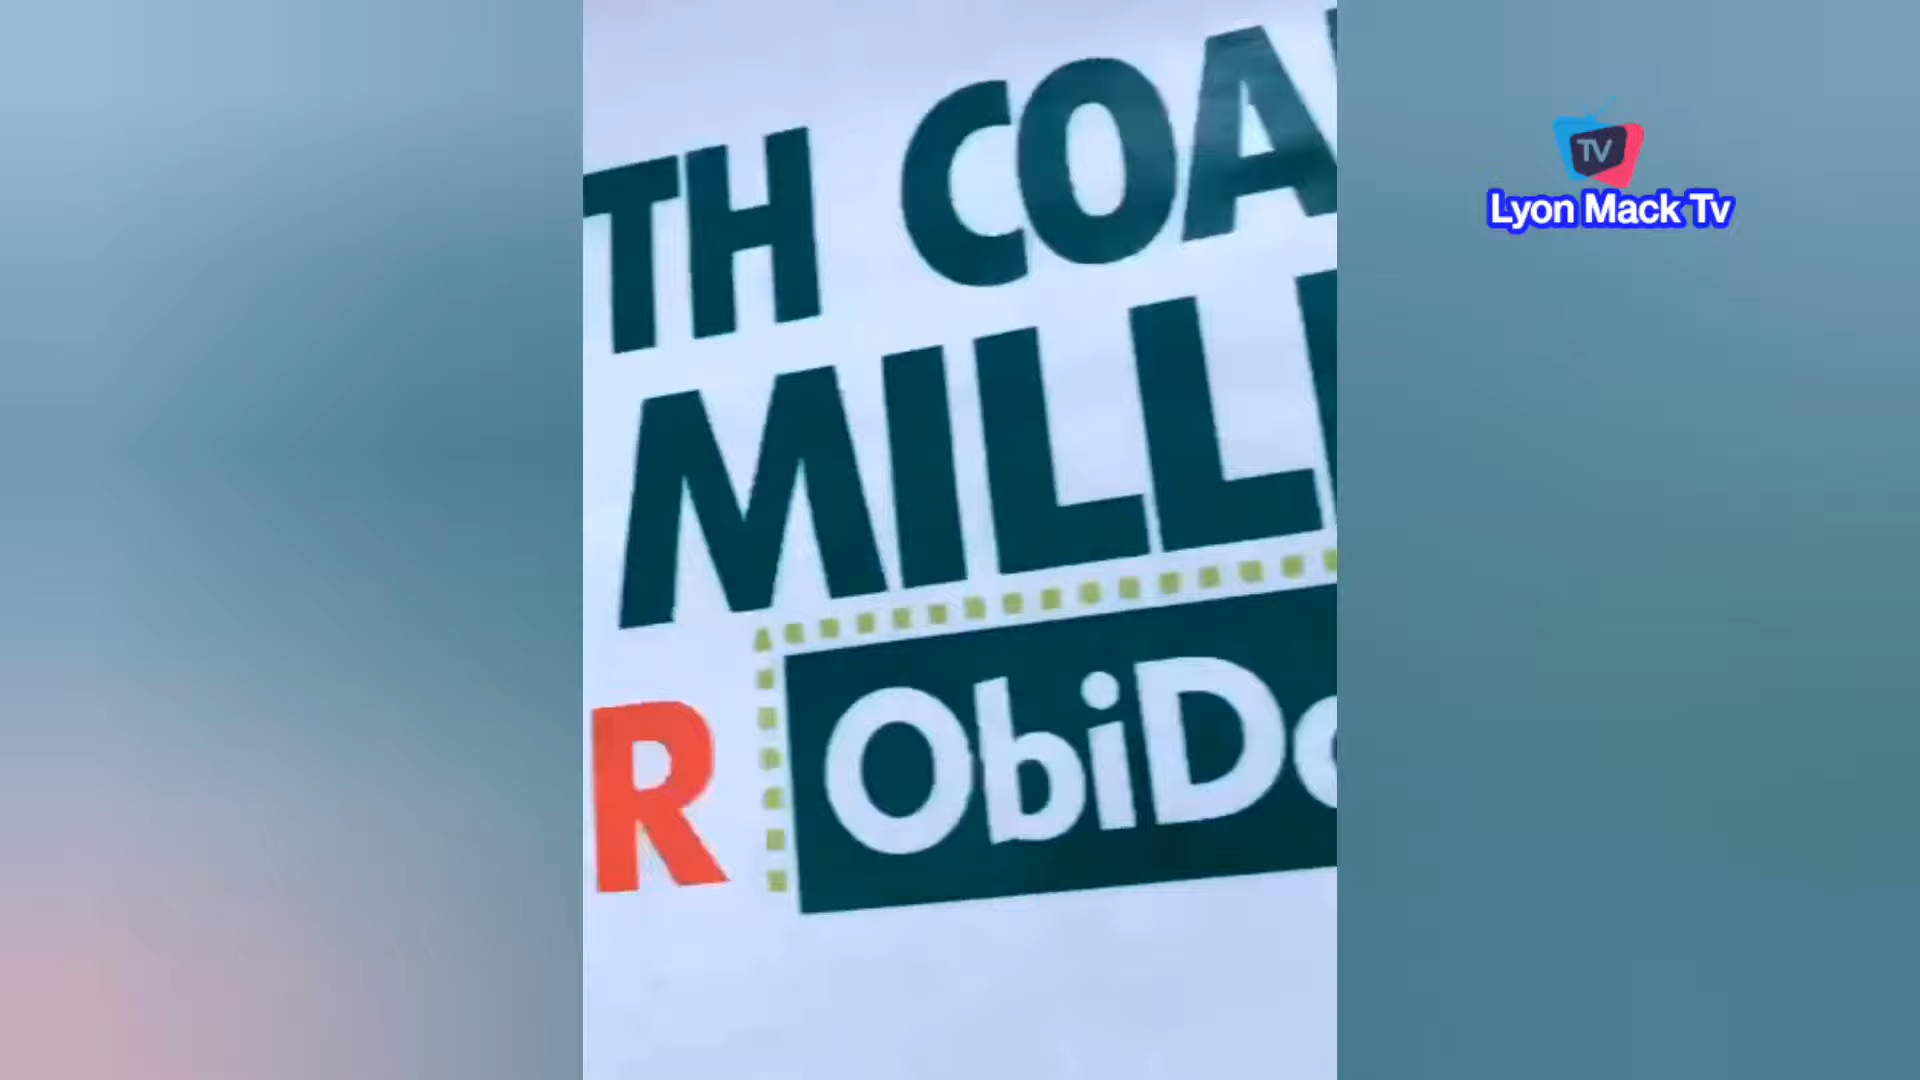 TH COA
MILL
R ObiD
TV
Lyon Mack Tv